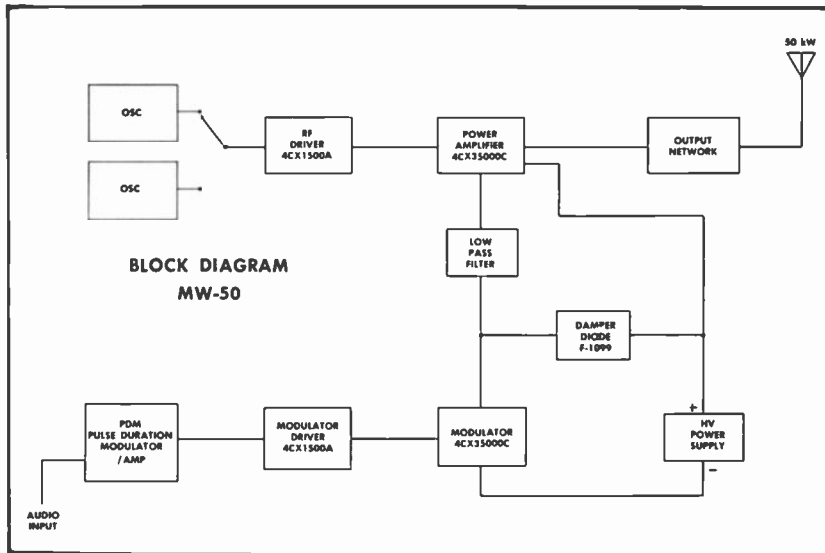 50 kW
OSC
RF
DRIVER
4CX1500A
POWER
AMPLIFIER
4CX35000C
OUTPUT
NETWORK
OSC
LOW
PASS
FILTER
BLOCK DIAGRAM
MW-50
DAMPER
DIODE
F-1099
PDM
PULSE DURATION
MODULATOR
/AMP
MODULATOR
DRIVER
4CX1500A
MODULATOR
4CX35000C
+
HV
POWER
SUPPLY
-
AUDIO
INPUT